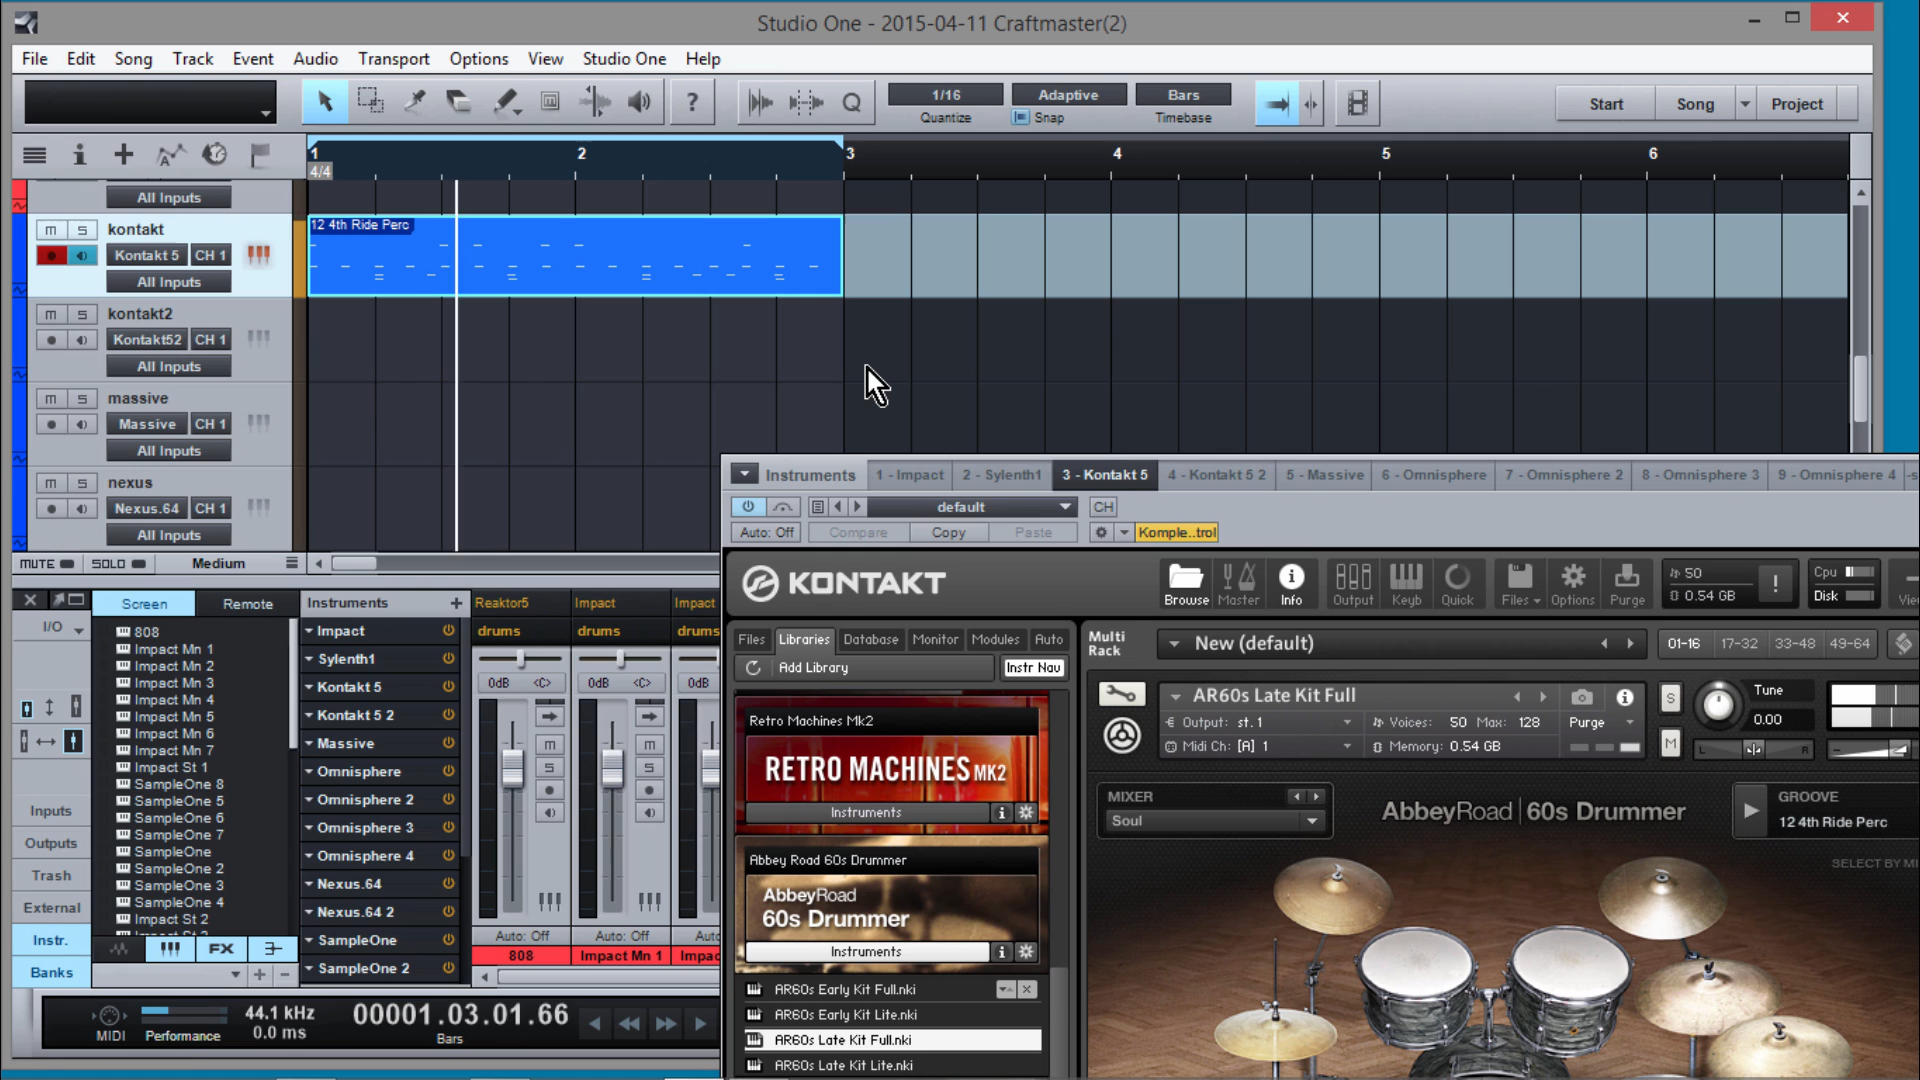 Studio One - 2015-04-11 Craftmaster(2)
File Edit Song Track Event Audio Transport Options View Studio One Help
1/16 Adaptive Bars
Quantize Snap Timebase
Start Song Project
1 2 3 4 5 6
4/4
All Inputs
M S kontakt
Kontakt 5 CH 1
All Inputs
12 4th Ride Perc
M S kontakt2
Kontakt52 CH 1
All Inputs
M S massive
Massive CH 1
All Inputs
M S nexus
Nexus.64 CH 1
All Inputs
MUTE SOLO Medium
Instruments 1 - Impact 2 - Sylenth1 3 - Kontakt 5 4 - Kontakt 5 2 5 - Massive 6 - Omnisphere 7 - Omnisphere 2 8 - Omnisphere 3 9 - Omnisphere 4
default CH
Auto: Off Compare Copy Paste Komple..trol
KONTAKT
Browse Master Info Output Keyb Quick Files Options Purge
50
0.54 GB
!
Cpu
Disk
Files Libraries Database Monitor Modules Auto
Add Library Instr Nav
Retro Machines Mk2
RETRO MACHINES MK2
Instruments
Abbey Road 60s Drummer
AbbeyRoad
60s Drummer
Instruments
AR60s Early Kit Full.nki
AR60s Early Kit Lite.nki
AR60s Late Kit Full.nki
AR60s Late Kit Lite.nki
Multi Rack
New (default)
01-16 17-32 33-48 49-64
AR60s Late Kit Full
Output: st.1 Voices: 50 Max: 128 Purge
Midi Ch: [A] 1 Memory: 0.54 GB
S
M
Tune
0.00
L R
MIXER
Soul
AbbeyRoad | 60s Drummer
GROOVE
12 4th Ride Perc
SELECT BY MI
Screen Remote
I/O
808
Impact Mn 1
Impact Mn 2
Impact Mn 3
Impact Mn 4
Impact Mn 5
Impact Mn 6
Impact Mn 7
Impact St 1
SampleOne 8
SampleOne 5
SampleOne 6
SampleOne 7
SampleOne
SampleOne 2
SampleOne 3
SampleOne 4
Impact St 2
Inputs
Outputs
Trash
External
Instr.
Banks
FX
Instruments
Impact
Sylenth1
Kontakt 5
Kontakt 5 2
Massive
Omnisphere
Omnisphere 2
Omnisphere 3
Omnisphere 4
Nexus.64
Nexus.64 2
SampleOne
SampleOne 2
Reaktor5 Impact Impact
drums drums drums
0dB <C> 0dB <C> 0dB
M M
S S
Auto: Off Auto: Off
808 Impact Mn 1
MIDI Performance
44.1 kHz
0.0 ms
00001.03.01.66
Bars